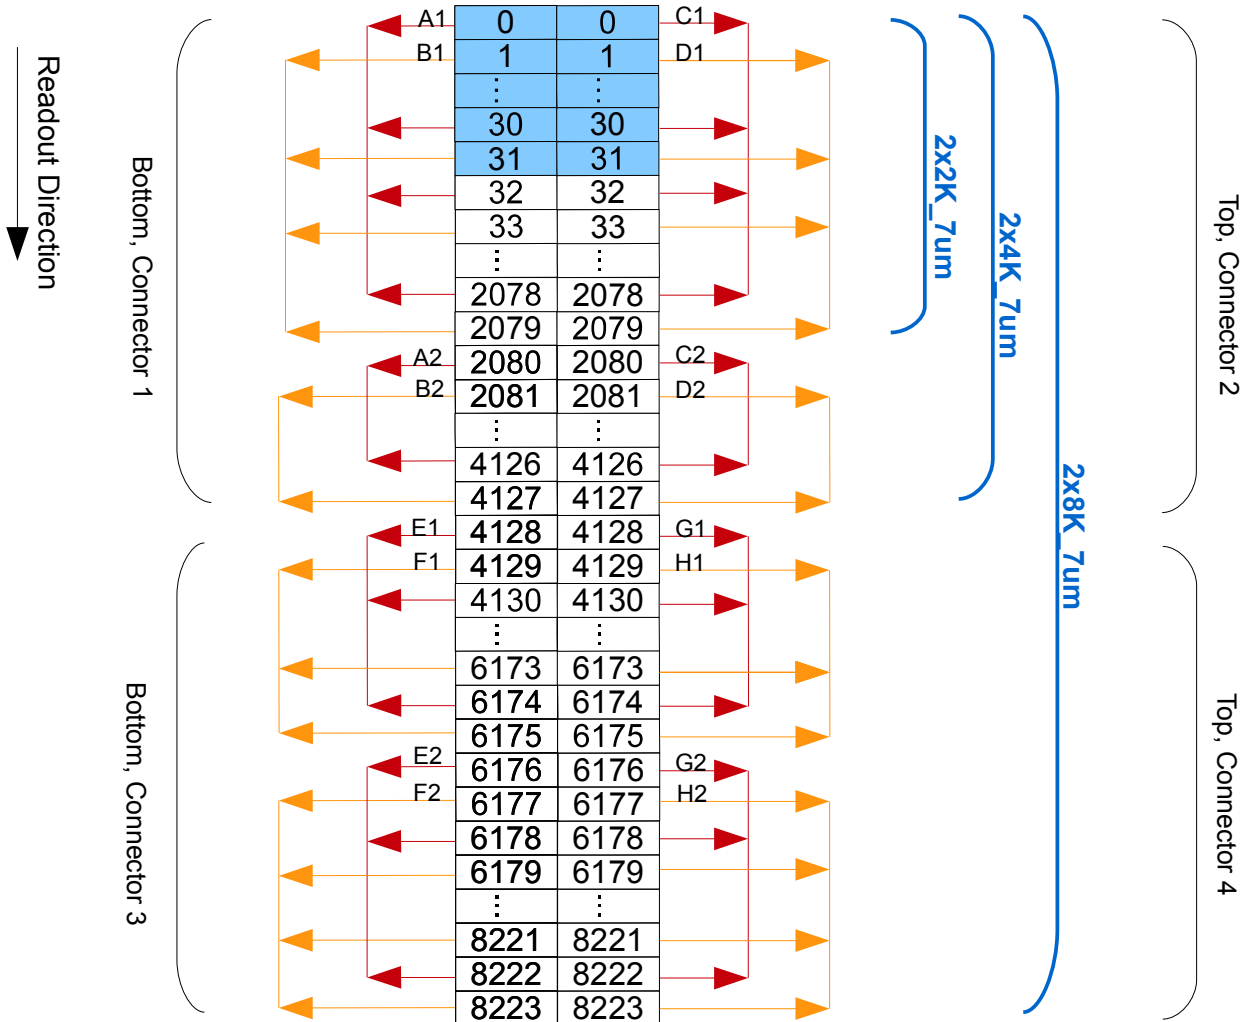 A1 0 0 C1
B1 1 1 D1
⋮ ⋮
30 30
31 31
32 32
33 33
⋮ ⋮
2078 2078
2079 2079
A2 2080 2080 C2
B2 2081 2081 D2
⋮ ⋮
4126 4126
4127 4127
E1 4128 4128 G1
F1 4129 4129 H1
4130 4130
⋮ ⋮
6173 6173
6174 6174
6175 6175
E2 6176 6176 G2
F2 6177 6177 H2
6178 6178
6179 6179
⋮ ⋮
8221 8221
8222 8222
8223 8223
Readout Direction
Bottom, Connector 1
Bottom, Connector 3
2x2K_7um
2x4K_7um
2x8K_7um
Top, Connector 2
Top, Connector 4